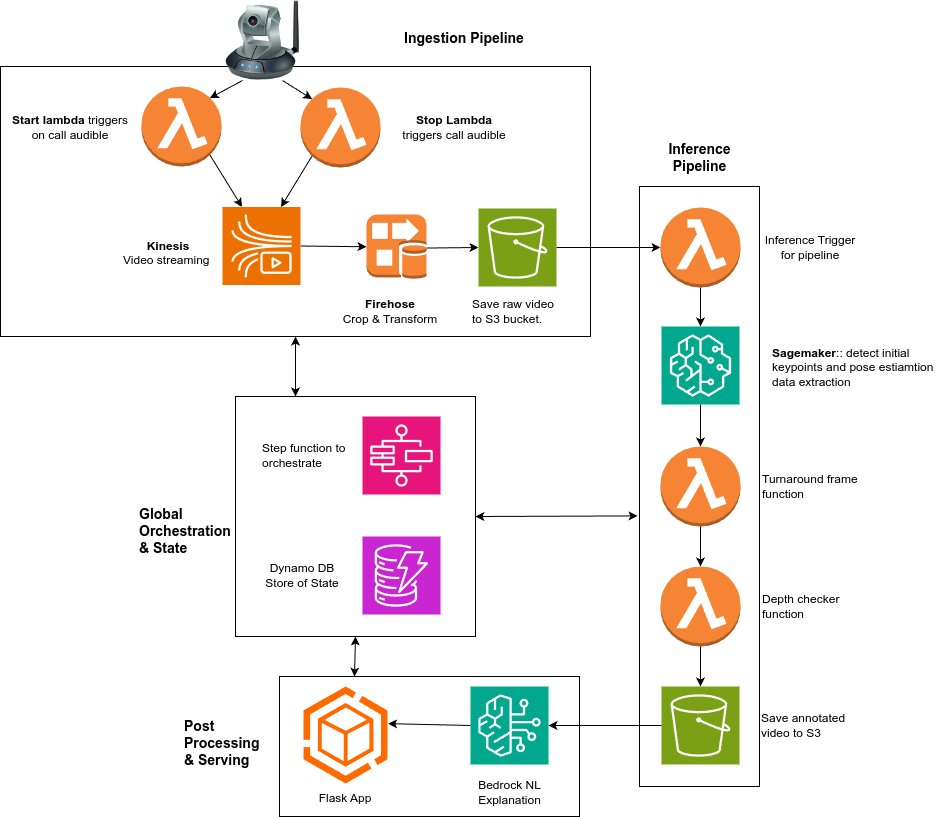 Ingestion Pipeline
Start lambda triggers
on call audible
Stop Lambda
triggers call audible
Kinesis
Video streaming
Firehose
Crop & Transform
Save raw video
to S3 bucket.
Inference
Pipeline
Inference Trigger
for pipeline
Sagemaker:: detect initial
keypoints and pose estiamtion
data extraction
Turnaround frame
function
Depth checker
function
Save annotated
video to S3
Global
Orchestration
& State
Step function to
orchestrate
Dynamo DB
Store of State
Post
Processing
& Serving
Flask App
Bedrock NL
Explanation